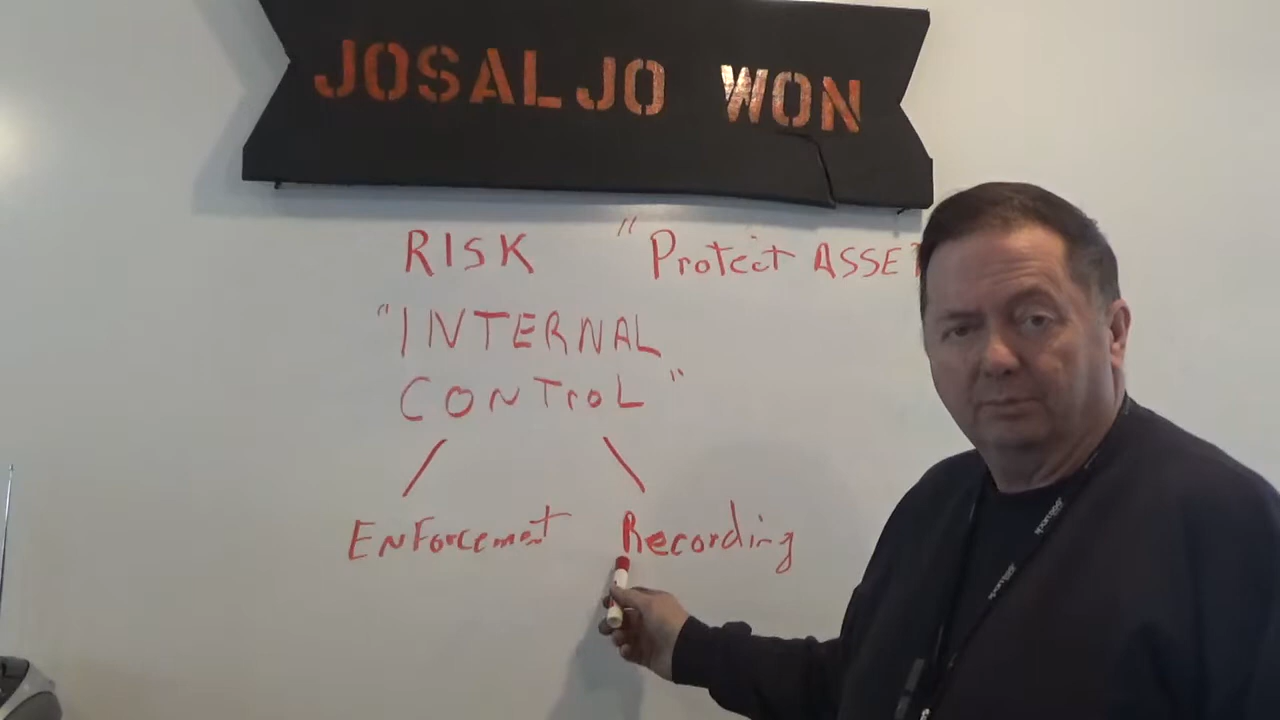 JOSALJO WON
RISK "Protect ASSET
"INTERNAL
CONTROL"
Enforcement Recording